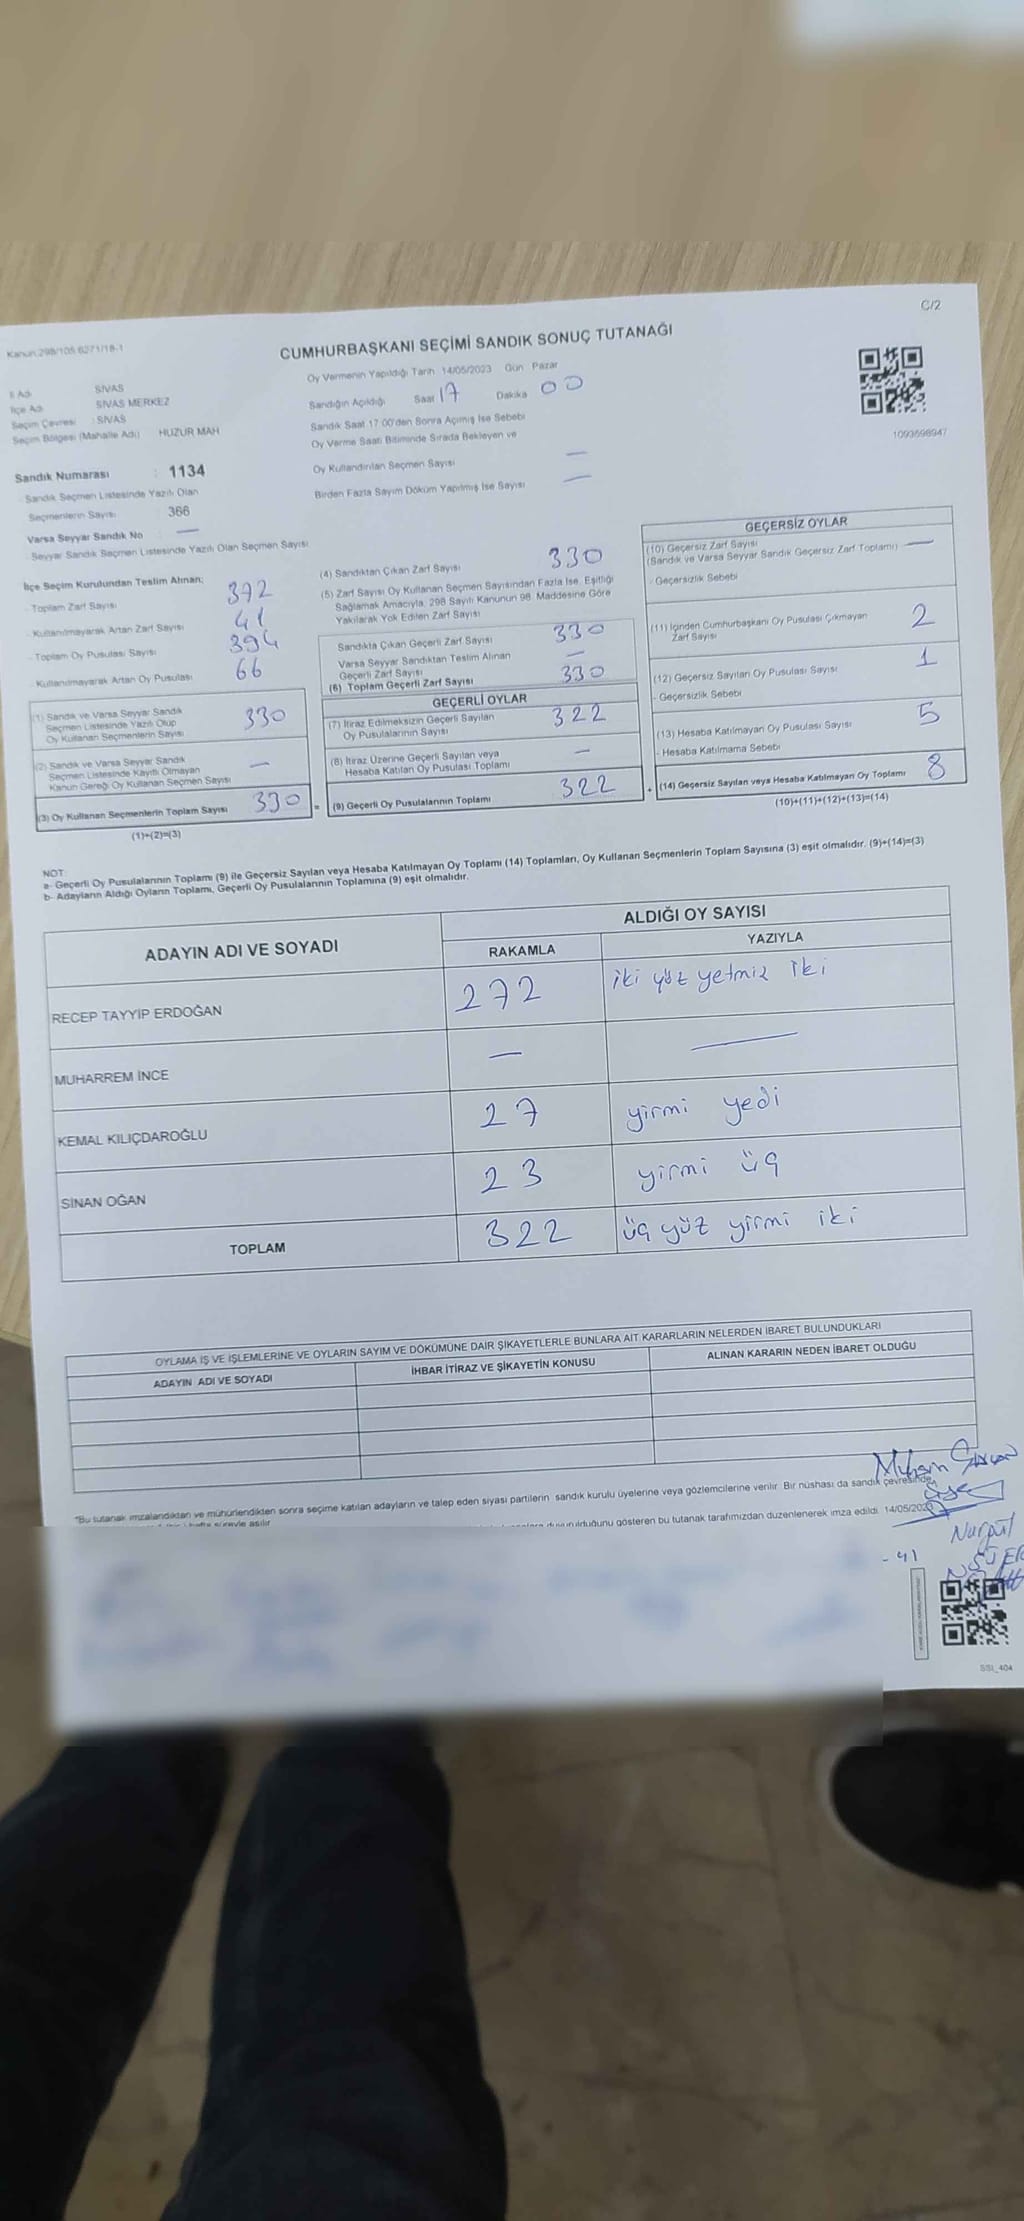 C/2
Kanun:298/105 6271/18-1
CUMHURBAŞKANI SEÇİMİ SANDIK SONUÇ TUTANAĞI
Oy Vermenin Yapıldığı Tarih 14/05/2023 Gün Pazar
İl Adı SİVAS
İlçe Adı SİVAS MERKEZ
Seçim Çevresi : SİVAS
Seçim Bölgesi (Mahalle Adı) HUZUR MAH
Sandığın Açıldığı Saat 17 Dakika 00
Sandık Saat 17:00'den Sonra Açılmış İse Sebebi
Oy Verme Saati Bitiminde Sırada Bekleyen ve
Oy Kullandırılan Seçmen Sayısı —
Birden Fazla Sayım Döküm Yapılmış İse Sayısı —
1093698947
Sandık Numarası : 1134
- Sandık Seçmen Listesinde Yazılı Olan
Seçmenlerin Sayısı 366
Varsa Seyyar Sandık No —
- Seyyar Sandık Seçmen Listesinde Yazılı Olan Seçmen Sayısı
İlçe Seçim Kurulundan Teslim Alınan;
- Toplam Zarf Sayısı 372
- Kullanılmayarak Artan Zarf Sayısı 41
- Toplam Oy Pusulası Sayısı 394
Kullanılmayarak Artan Oy Pusulası 66
(1) Sandık ve Varsa Seyyar Sandık
Seçmen Listesinde Yazılı Olup
Oy Kullanan Seçmenlerin Sayısı 330
(2) Sandık ve Varsa Seyyar Sandık
Seçmen Listesinde Kayıtlı Olmayan
Kanun Gereği Oy Kullanan Seçmen Sayısı —
(3) Oy Kullanan Seçmenlerin Toplam Sayısı 330
(1)+(2)=(3)
(4) Sandıktan Çıkan Zarf Sayısı 330
(5) Zarf Sayısı Oy Kullanan Seçmen Sayısından Fazla İse, Eşitliği
Sağlamak Amacıyla, 298 Sayılı Kanunun 98. Maddesine Göre
Yakılarak Yok Edilen Zarf Sayısı
Sandıkta Çıkan Geçerli Zarf Sayısı 330
Varsa Seyyar Sandıktan Teslim Alınan
Geçerli Zarf Sayısı —
(6) Toplam Geçerli Zarf Sayısı 330
GEÇERLİ OYLAR
(7) İtiraz Edilmeksizin Geçerli Sayılan
Oy Pusulalarının Sayısı 322
(8) İtiraz Üzerine Geçerli Sayılan veya
Hesaba Katılan Oy Pusulası Toplamı —
= (9) Geçerli Oy Pusulalarının Toplamı 322
GEÇERSİZ OYLAR
(10) Geçersiz Zarf Sayısı
(Sandık ve Varsa Seyyar Sandık Geçersiz Zarf Toplamı) —
- Geçersizlik Sebebi
(11) İçinden Cumhurbaşkanı Oy Pusulası Çıkmayan
Zarf Sayısı 2
(12) Geçersiz Sayılan Oy Pusulası Sayısı 1
- Geçersizlik Sebebi
(13) Hesaba Katılmayan Oy Pusulası Sayısı 5
- Hesaba Katılmama Sebebi
+ (14) Geçersiz Sayılan veya Hesaba Katılmayan Oy Toplamı 8
(10)+(11)+(12)+(13)=(14)
NOT:
a- Geçerli Oy Pusulalarının Toplamı (9) ile Geçersiz Sayılan veya Hesaba Katılmayan Oy Toplamı (14) Toplamları, Oy Kullanan Seçmenlerin Toplam Sayısına (3) eşit olmalıdır. (9)+(14)=(3)
b- Adayların Aldığı Oyların Toplamı, Geçerli Oy Pusulalarının Toplamına (9) eşit olmalıdır.
ADAYIN ADI VE SOYADI
ALDIĞI OY SAYISI
RAKAMLA YAZIYLA
RECEP TAYYİP ERDOĞAN 272 iki yüz yetmiz iki
MUHARREM İNCE — —
KEMAL KILIÇDAROĞLU 27 yirmi yedi
SİNAN OĞAN 23 yirmi üç
TOPLAM 322 üç yüz yirmi iki
OYLAMA İŞ VE İŞLEMLERİNE VE OYLARIN SAYIM VE DÖKÜMÜNE DAİR ŞİKAYETLERLE BUNLARA AİT KARARLARIN NELERDEN İBARET BULUNDUKLARI
ADAYIN ADI VE SOYADI İHBAR İTİRAZ VE ŞİKAYETİN KONUSU ALINAN KARARIN NEDEN İBARET OLDUĞU
"Bu tutanak imzalandıktan ve mühürlendikten sonra seçime katılan adayların ve talep eden siyasi partilerin sandık kurulu üyelerine veya gözlemcilerine verilir. Bir nüshası da sandık çevresinde
duyurulduğunu gösteren bu tutanak tarafımızdan düzenlenerek imza edildi. 14/05/2023
Üye
Nurgül
-41
SSI_404